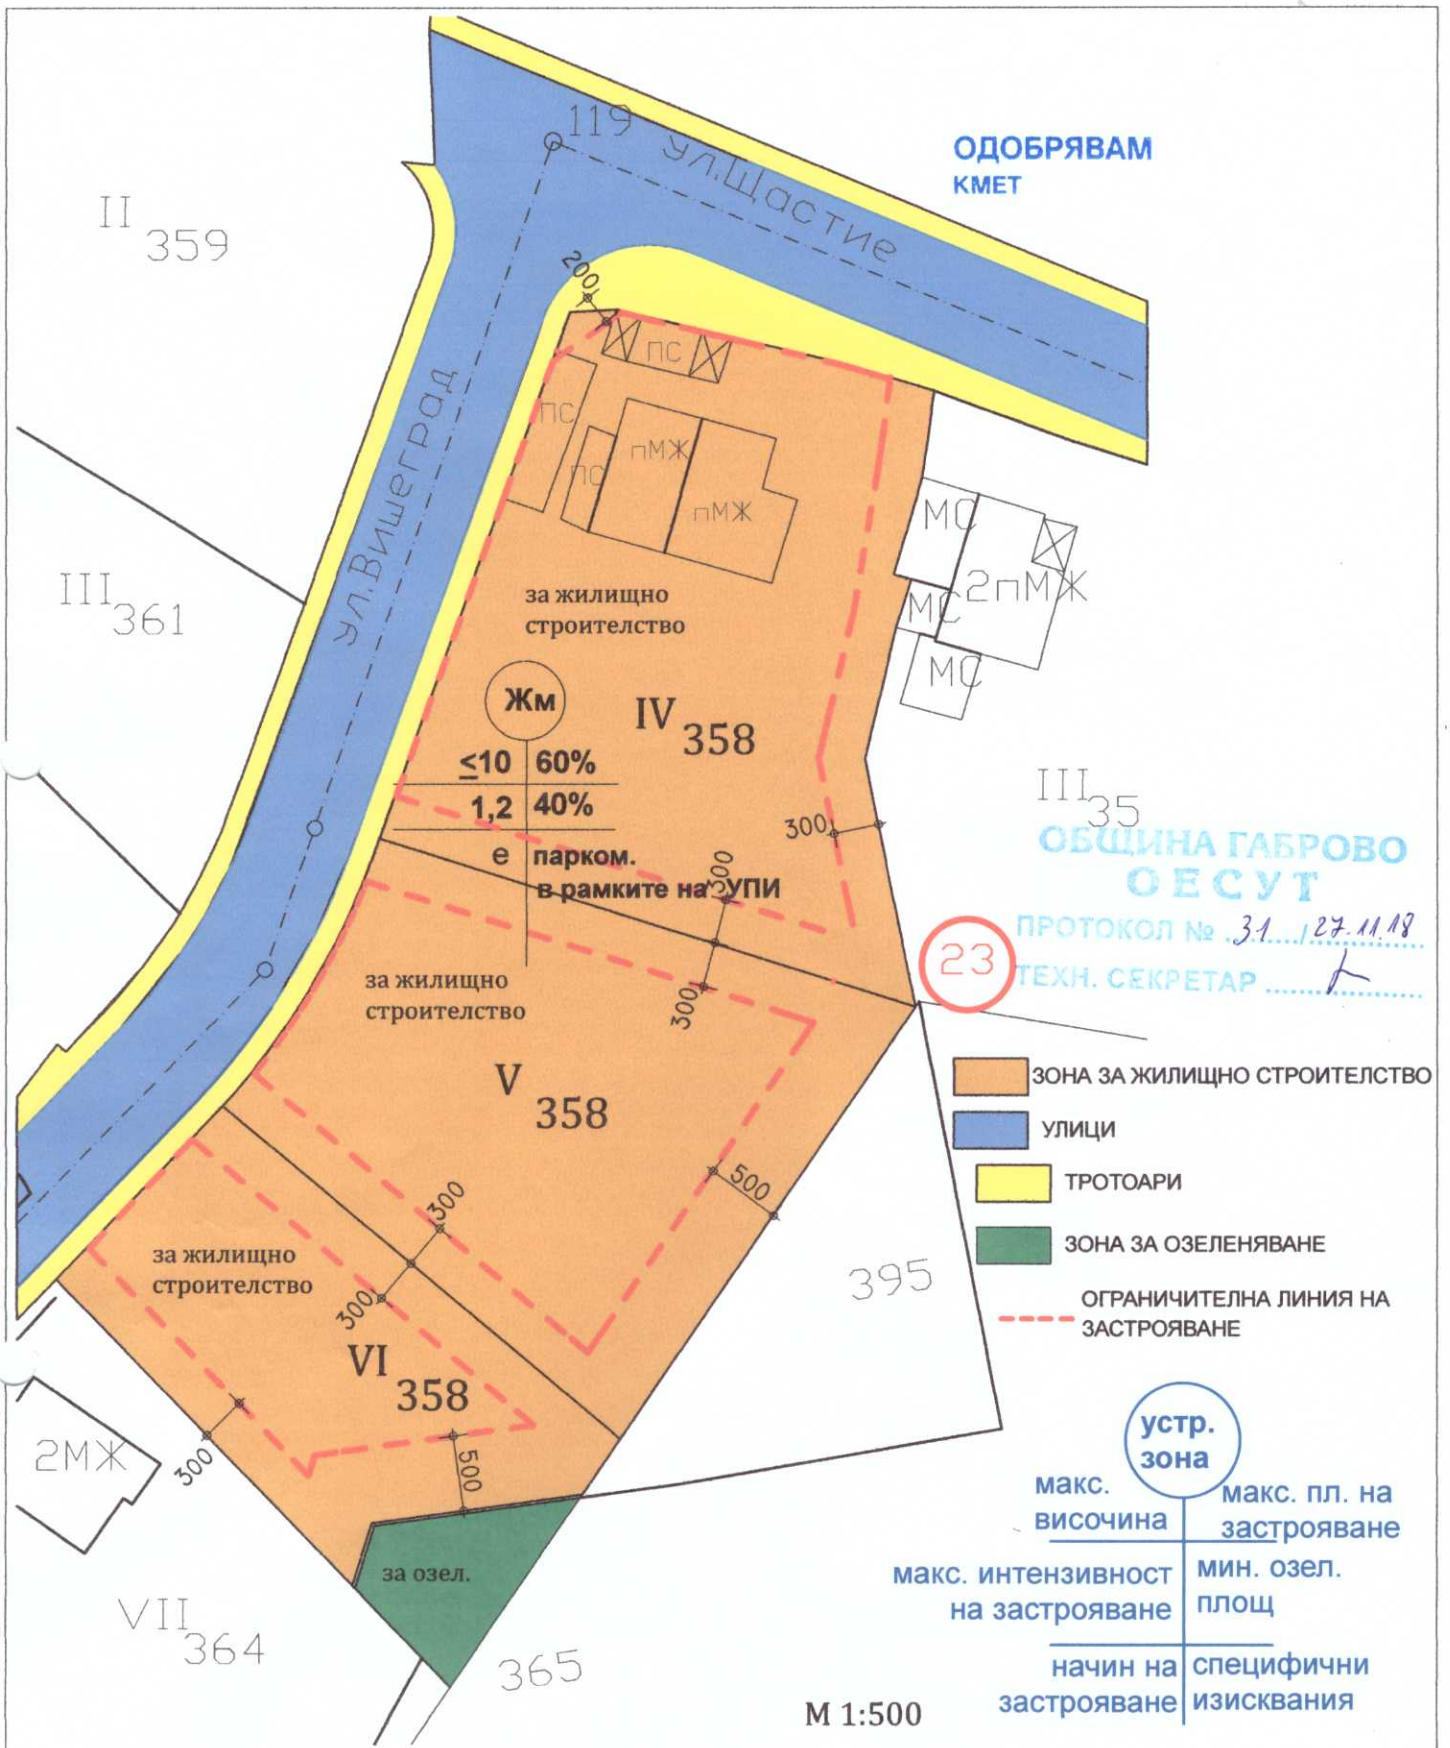 119
ул.Щастие
ОДОБРЯВАМ
КМЕТ
II
359
200
ПС
ПС
ПС
пМЖ
пМЖ
ул.Вишеград
МС
2пМЖ
МС
МС
III
361
за жилищно
строителство
Жм
≤10 60%
1,2 40%
е парком.
в рамките на УПИ
IV
358
300
300
300
III
35
ОБЩИНА ГАБРОВО
ОЕСУТ
ПРОТОКОЛ № 31 / 27.11.18
ТЕХН. СЕКРЕТАР
23
за жилищно
строителство
V
358
500
300
300
395
ЗОНА ЗА ЖИЛИЩНО СТРОИТЕЛСТВО
УЛИЦИ
ТРОТОАРИ
ЗОНА ЗА ОЗЕЛЕНЯВАНЕ
ОГРАНИЧИТЕЛНА ЛИНИЯ НА
ЗАСТРОЯВАНЕ
за жилищно
строителство
VI
358
300
500
2МЖ
за озел.
VII
364
365
М 1:500
устр.
зона
макс.
височина
макс. пл. на
застрояване
макс. интензивност
на застрояване
мин. озел.
площ
начин на
застрояване
специфични
изисквания